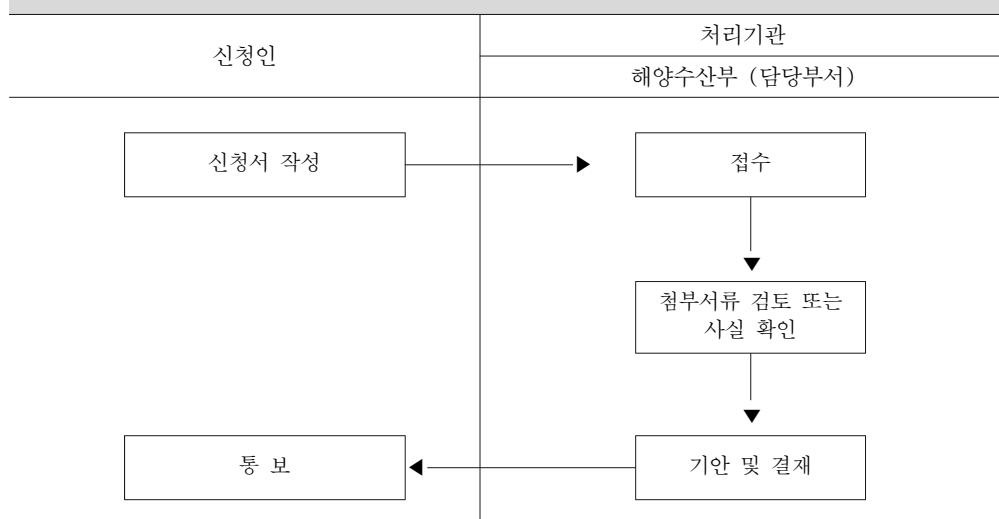 신청인
처리기관
해양수산부 (담당부서)
신청서 작성
접수
첨부서류 검토 또는
사실 확인
통 보
기안 및 결재